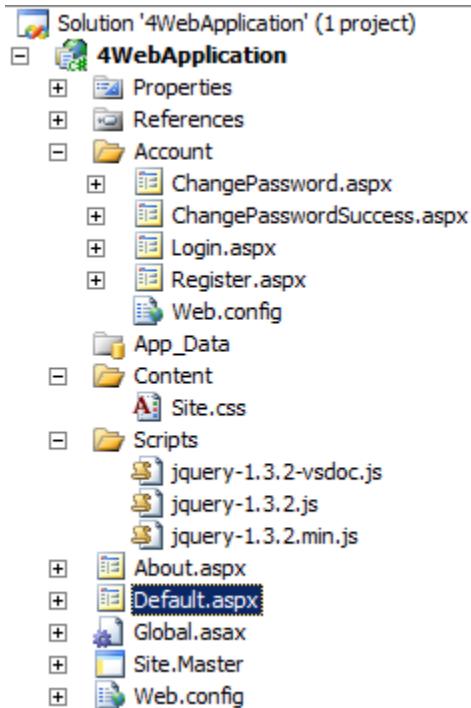 Solution '4WebApplication' (1 project)
4WebApplication
Properties
References
Account
ChangePassword.aspx
ChangePasswordSuccess.aspx
Login.aspx
Register.aspx
Web.config
App_Data
Content
Site.css
Scripts
jquery-1.3.2-vsdoc.js
jquery-1.3.2.js
jquery-1.3.2.min.js
About.aspx
Default.aspx
Global.asax
Site.Master
Web.config